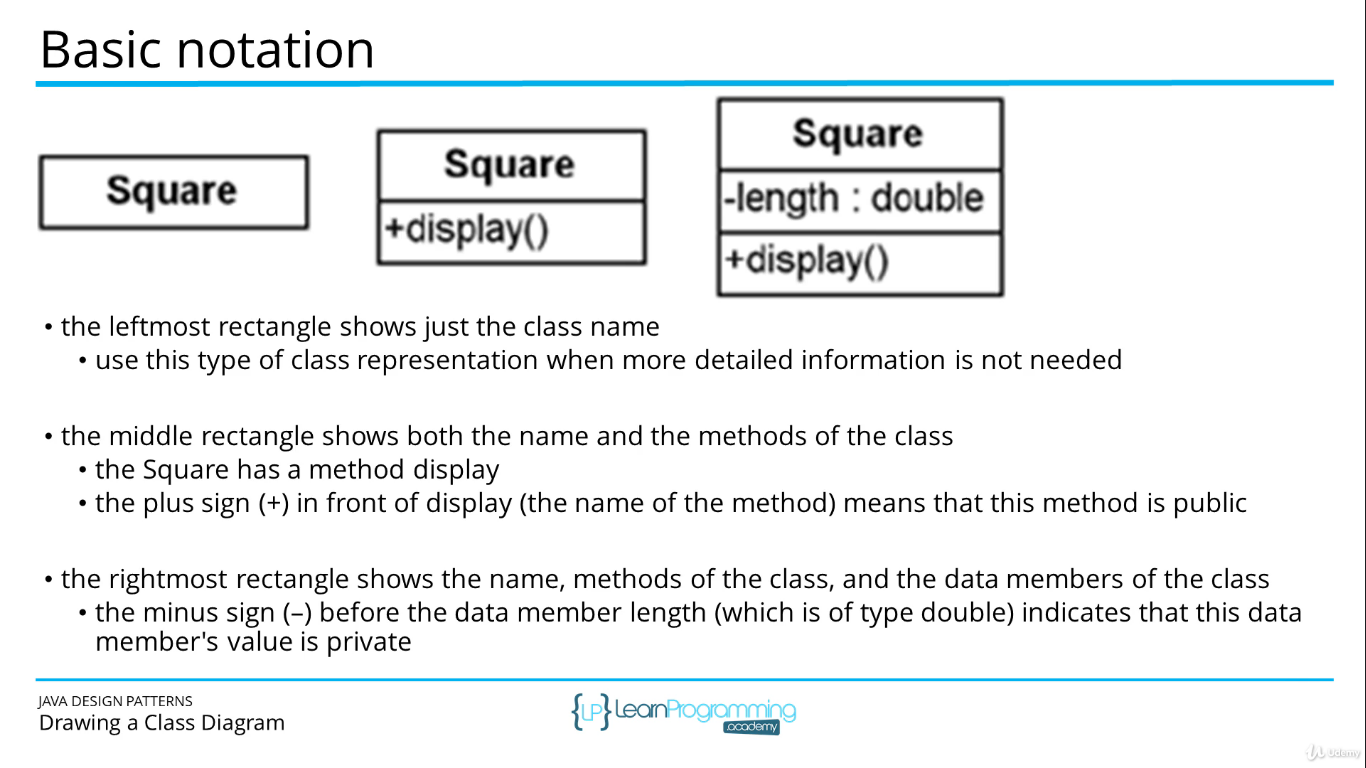 Basic notation
Square
Square
+display()
Square
-length : double
+display()
• the leftmost rectangle shows just the class name
• use this type of class representation when more detailed information is not needed
• the middle rectangle shows both the name and the methods of the class
• the Square has a method display
• the plus sign (+) in front of display (the name of the method) means that this method is public
• the rightmost rectangle shows the name, methods of the class, and the data members of the class
• the minus sign (–) before the data member length (which is of type double) indicates that this data
member's value is private
JAVA DESIGN PATTERNS
Drawing a Class Diagram
{LP} LearnProgramming
.academy
Udemy